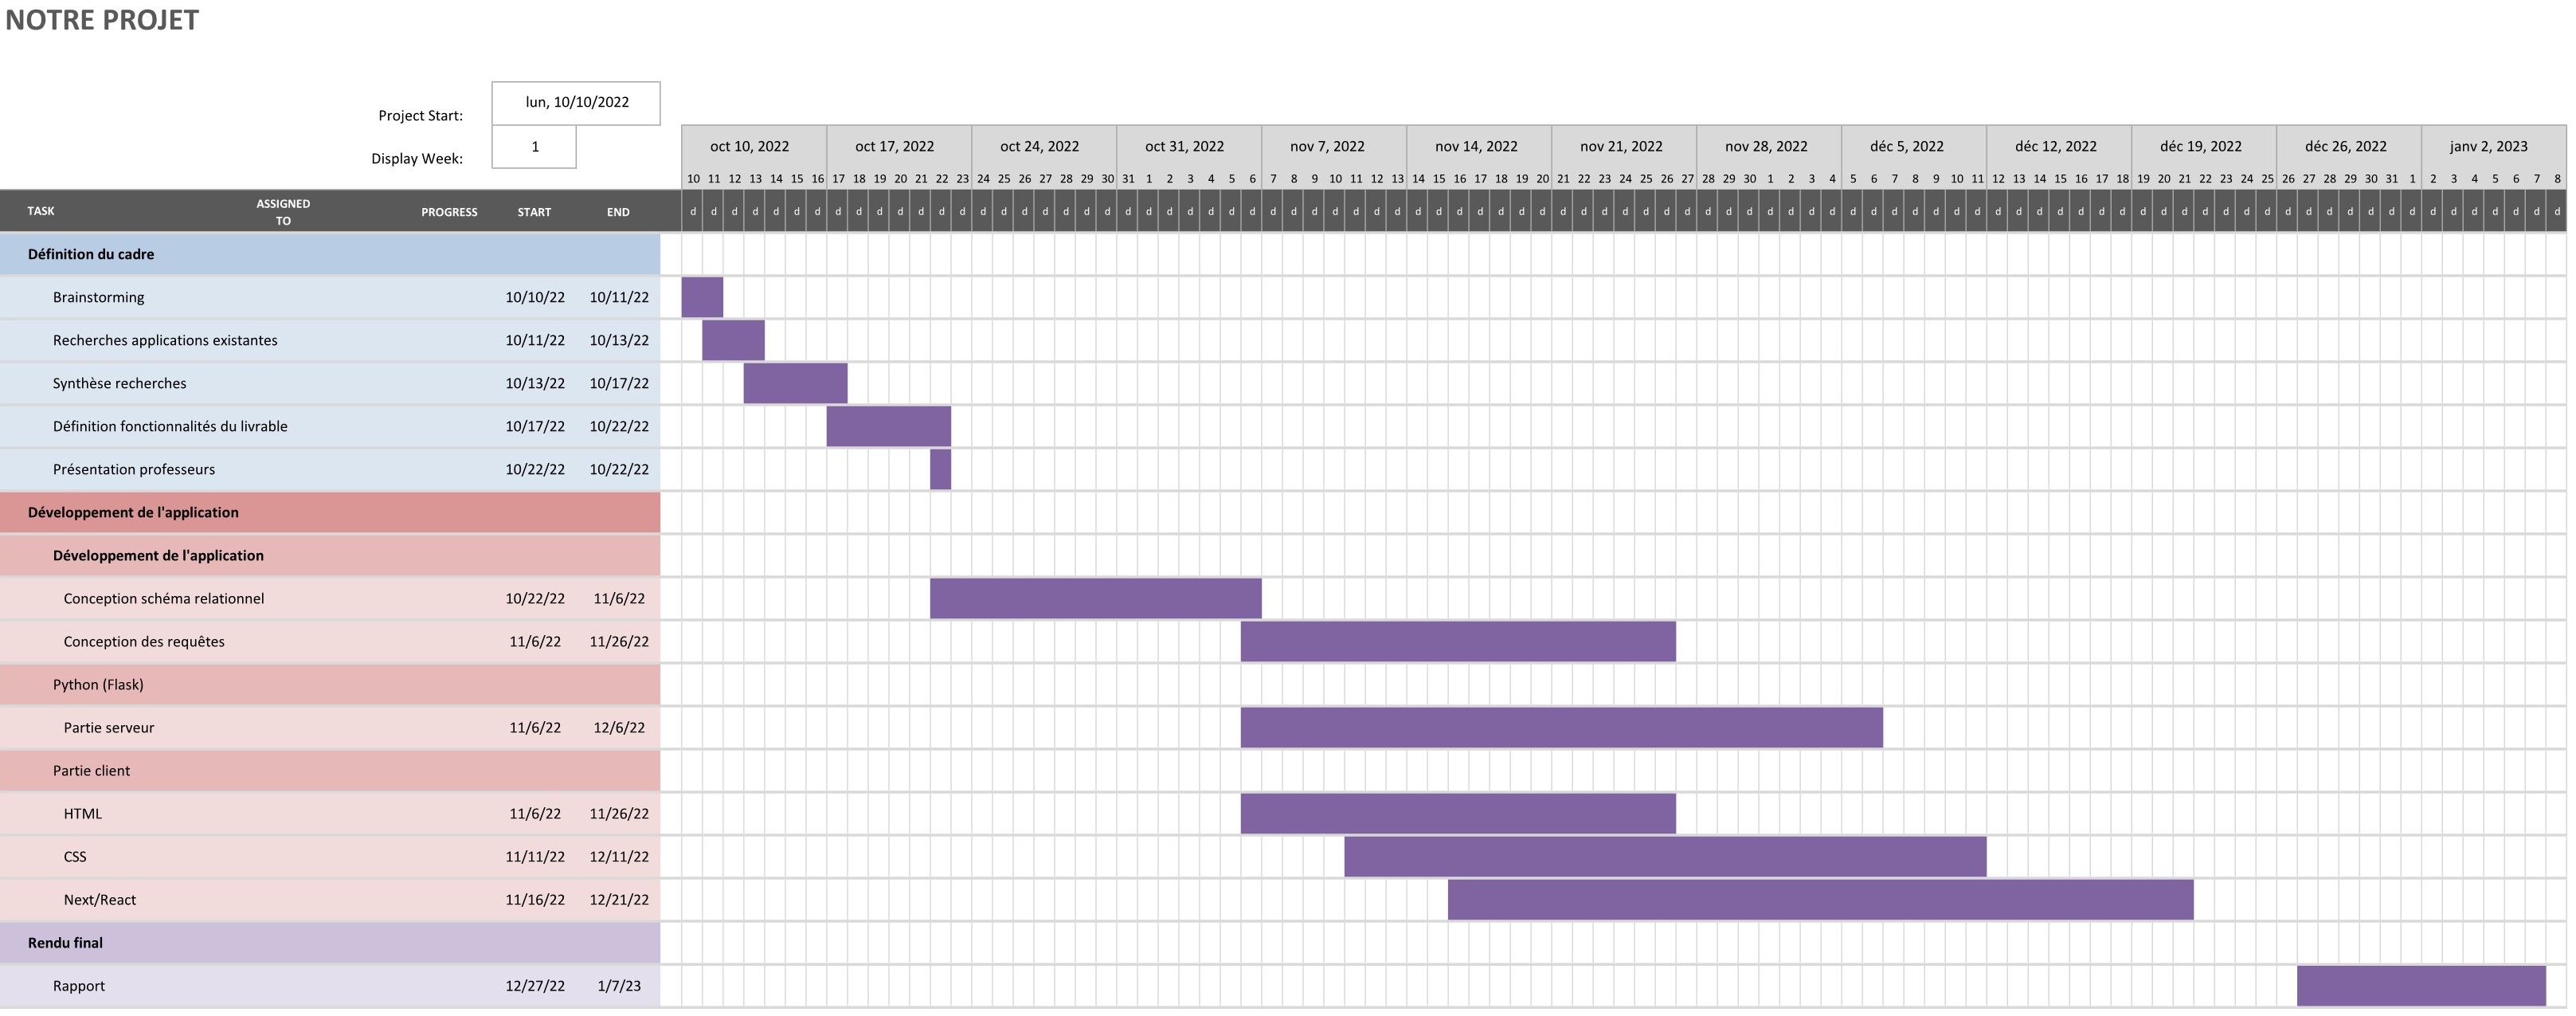 NOTRE PROJET
Project Start: lun, 10/10/2022
Display Week: 1
oct 10, 2022 oct 17, 2022 oct 24, 2022 oct 31, 2022 nov 7, 2022 nov 14, 2022 nov 21, 2022 nov 28, 2022 déc 5, 2022 déc 12, 2022 déc 19, 2022 déc 26, 2022 janv 2, 2023
10 11 12 13 14 15 16 17 18 19 20 21 22 23 24 25 26 27 28 29 30 31 1 2 3 4 5 6 7 8 9 10 11 12 13 14 15 16 17 18 19 20 21 22 23 24 25 26 27 28 29 30 1 2 3 4 5 6 7 8 9 10 11 12 13 14 15 16 17 18 19 20 21 22 23 24 25 26 27 28 29 30 31 1 2 3 4 5 6 7 8
TASK ASSIGNED TO PROGRESS START END d d d d d d d d d d d d d d d d d d d d d d d d d d d d d d d d d d d d d d d d d d d d d d d d d d d d d d d d d d d d d d d d d d d d d d d d d d d d d d d d d d d d d d d d d d d
Définition du cadre
Brainstorming 10/10/22 10/11/22
Recherches applications existantes 10/11/22 10/13/22
Synthèse recherches 10/13/22 10/17/22
Définition fonctionnalités du livrable 10/17/22 10/22/22
Présentation professeurs 10/22/22 10/22/22
Développement de l'application
Développement de l'application
Conception schéma relationnel 10/22/22 11/6/22
Conception des requêtes 11/6/22 11/26/22
Python (Flask)
Partie serveur 11/6/22 12/6/22
Partie client
HTML 11/6/22 11/26/22
CSS 11/11/22 12/11/22
Next/React 11/16/22 12/21/22
Rendu final
Rapport 12/27/22 1/7/23